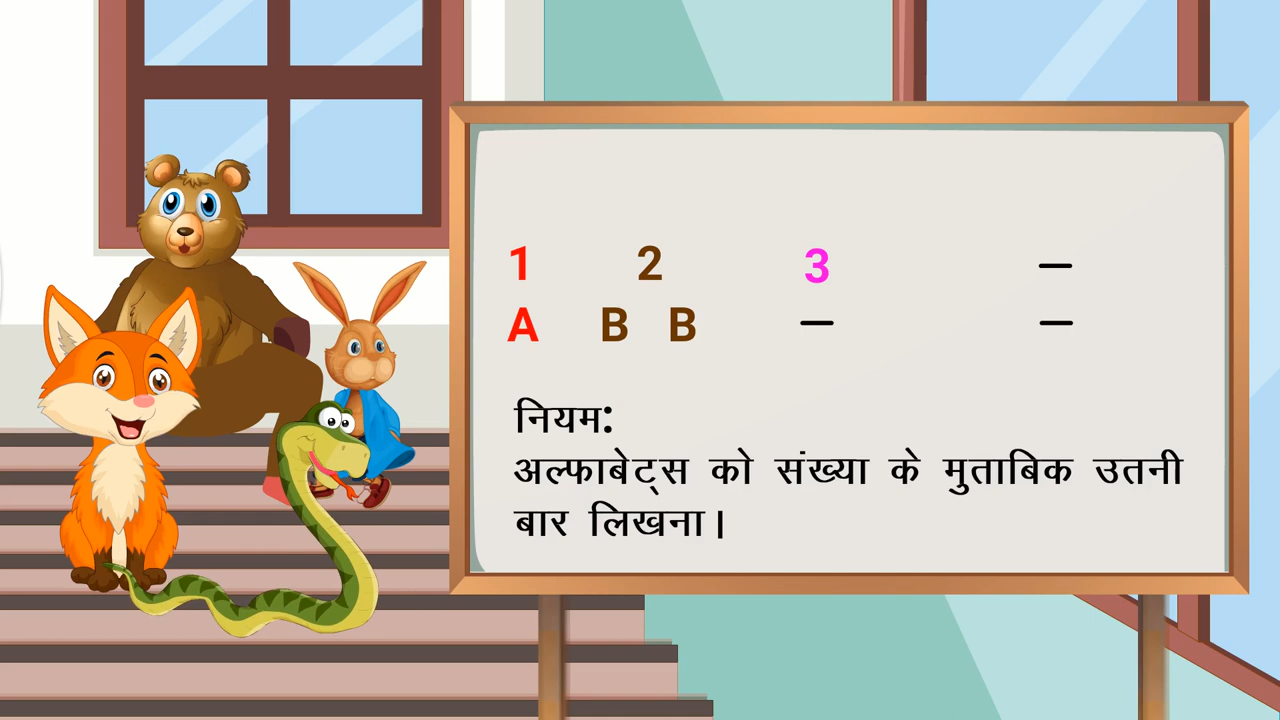 1 2 3 –
A B B – –
नियम:
अल्फाबेट्स को संख्या के मुताबिक उतनी
बार लिखना।